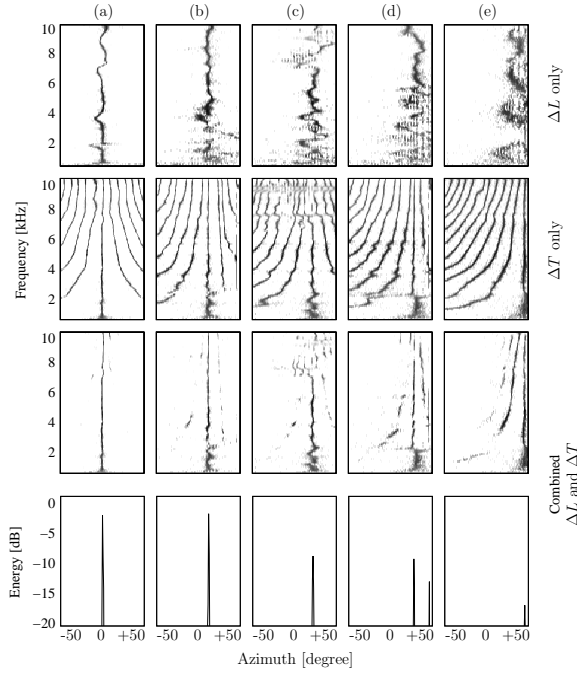 (a) (b) (c) (d) (e)
10
8
6
4
2
ΔL only
10
8
6
4
2
ΔT only
Frequency [kHz]
10
8
6
4
2
Combined
ΔL and ΔT
0
−5
−10
−15
−20
Energy [dB]
-50 0 +50 -50 0 +50 -50 0 +50 -50 0 +50 -50 0 +50
Azimuth [degree]